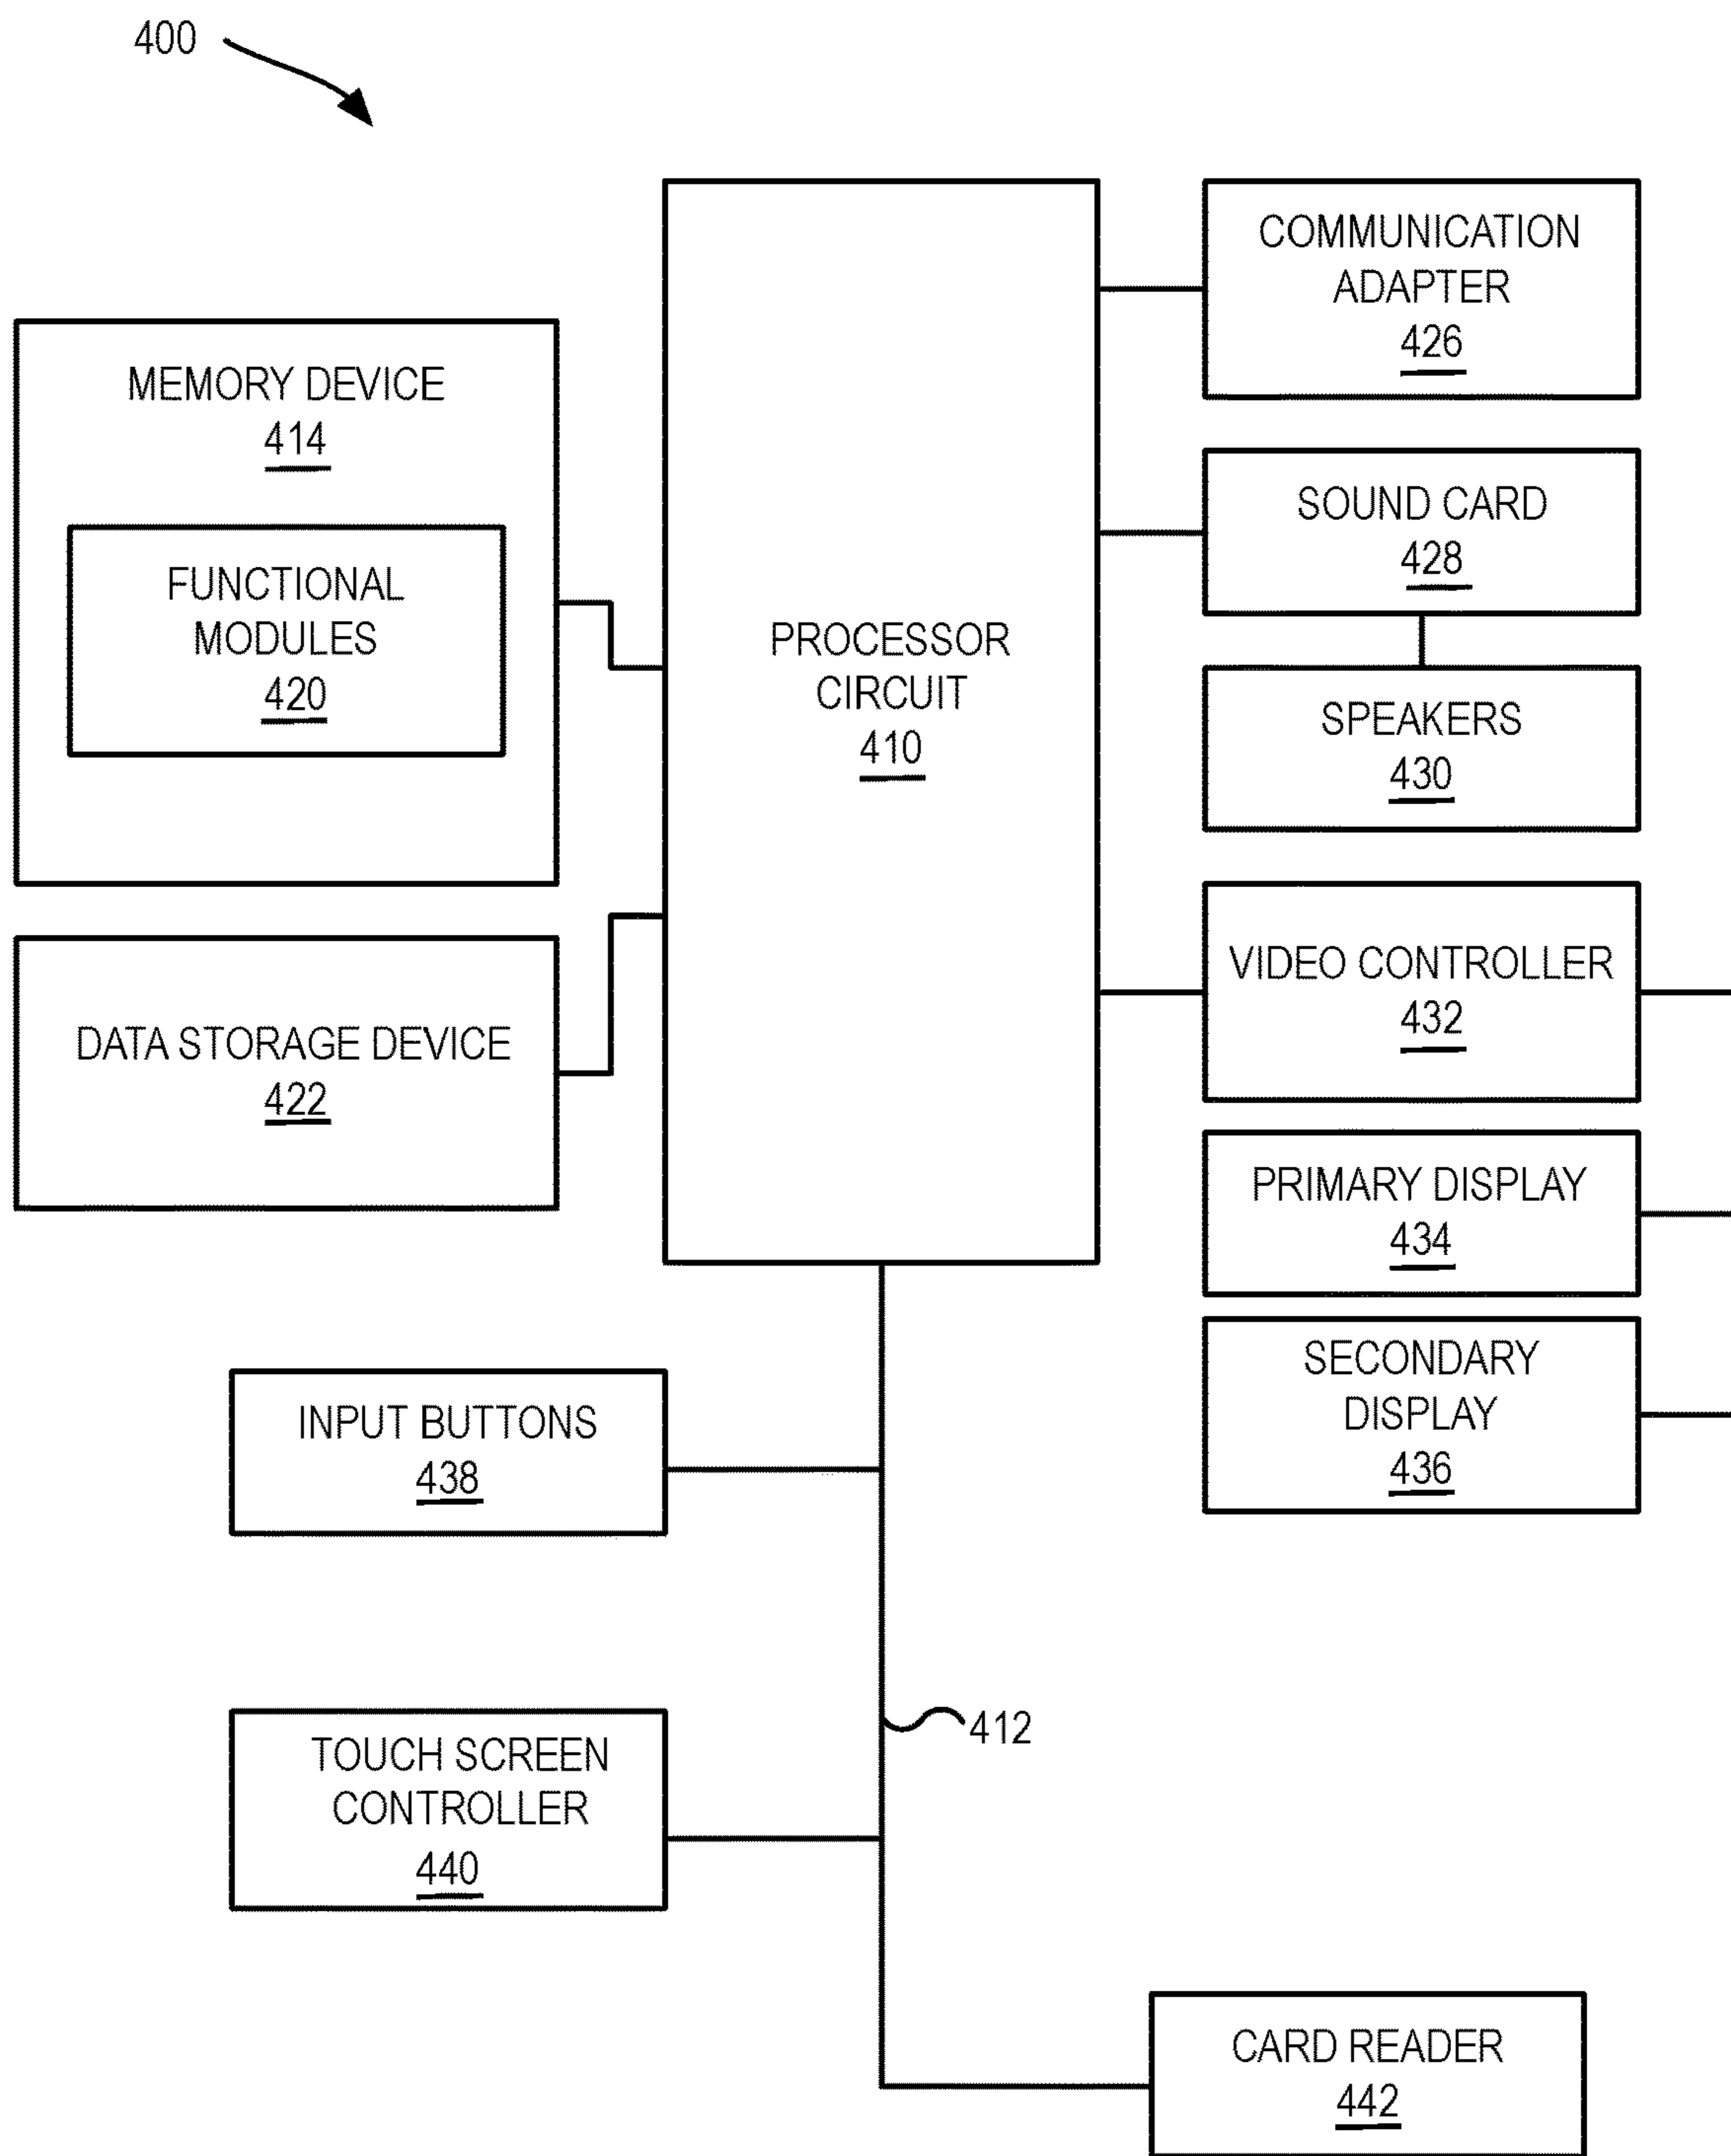 400
MEMORY DEVICE
414
FUNCTIONAL
MODULES
420
DATA STORAGE DEVICE
422
PROCESSOR
CIRCUIT
410
COMMUNICATION
ADAPTER
426
SOUND CARD
428
SPEAKERS
430
VIDEO CONTROLLER
432
PRIMARY DISPLAY
434
SECONDARY
DISPLAY
436
INPUT BUTTONS
438
412
TOUCH SCREEN
CONTROLLER
440
CARD READER
442